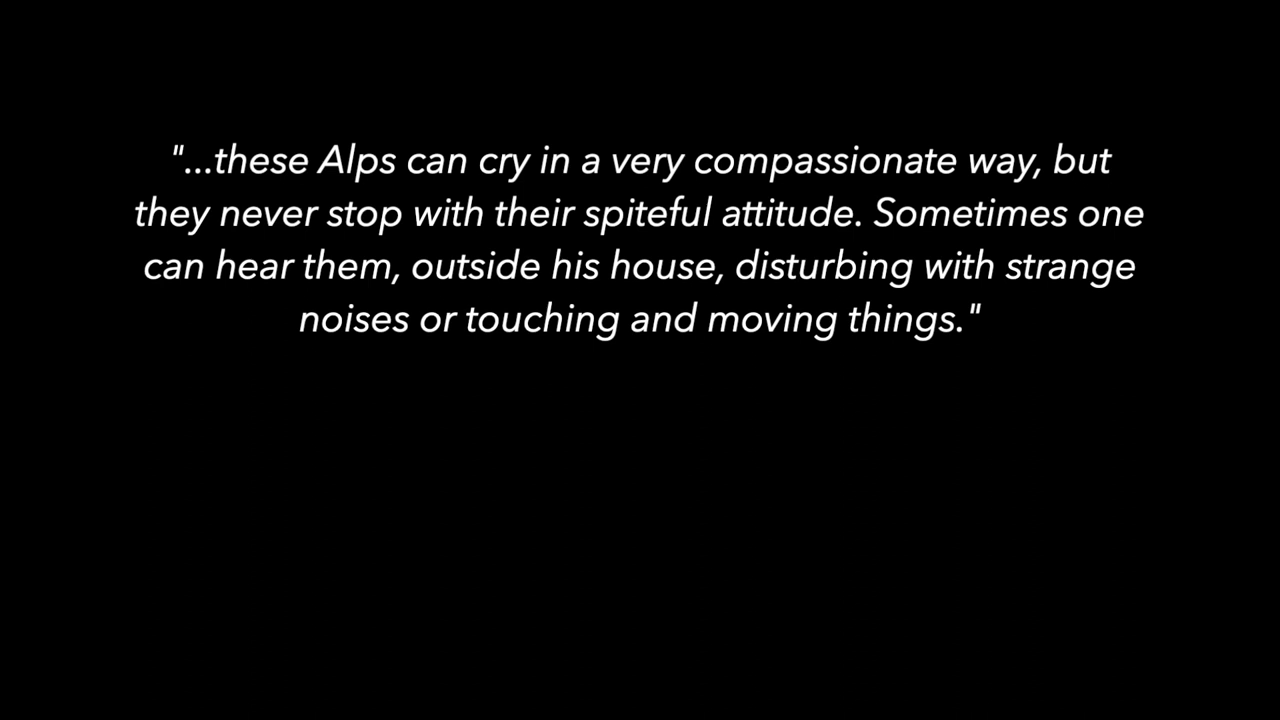 "...these Alps can cry in a very compassionate way, but
they never stop with their spiteful attitude. Sometimes one
can hear them, outside his house, disturbing with strange
noises or touching and moving things."